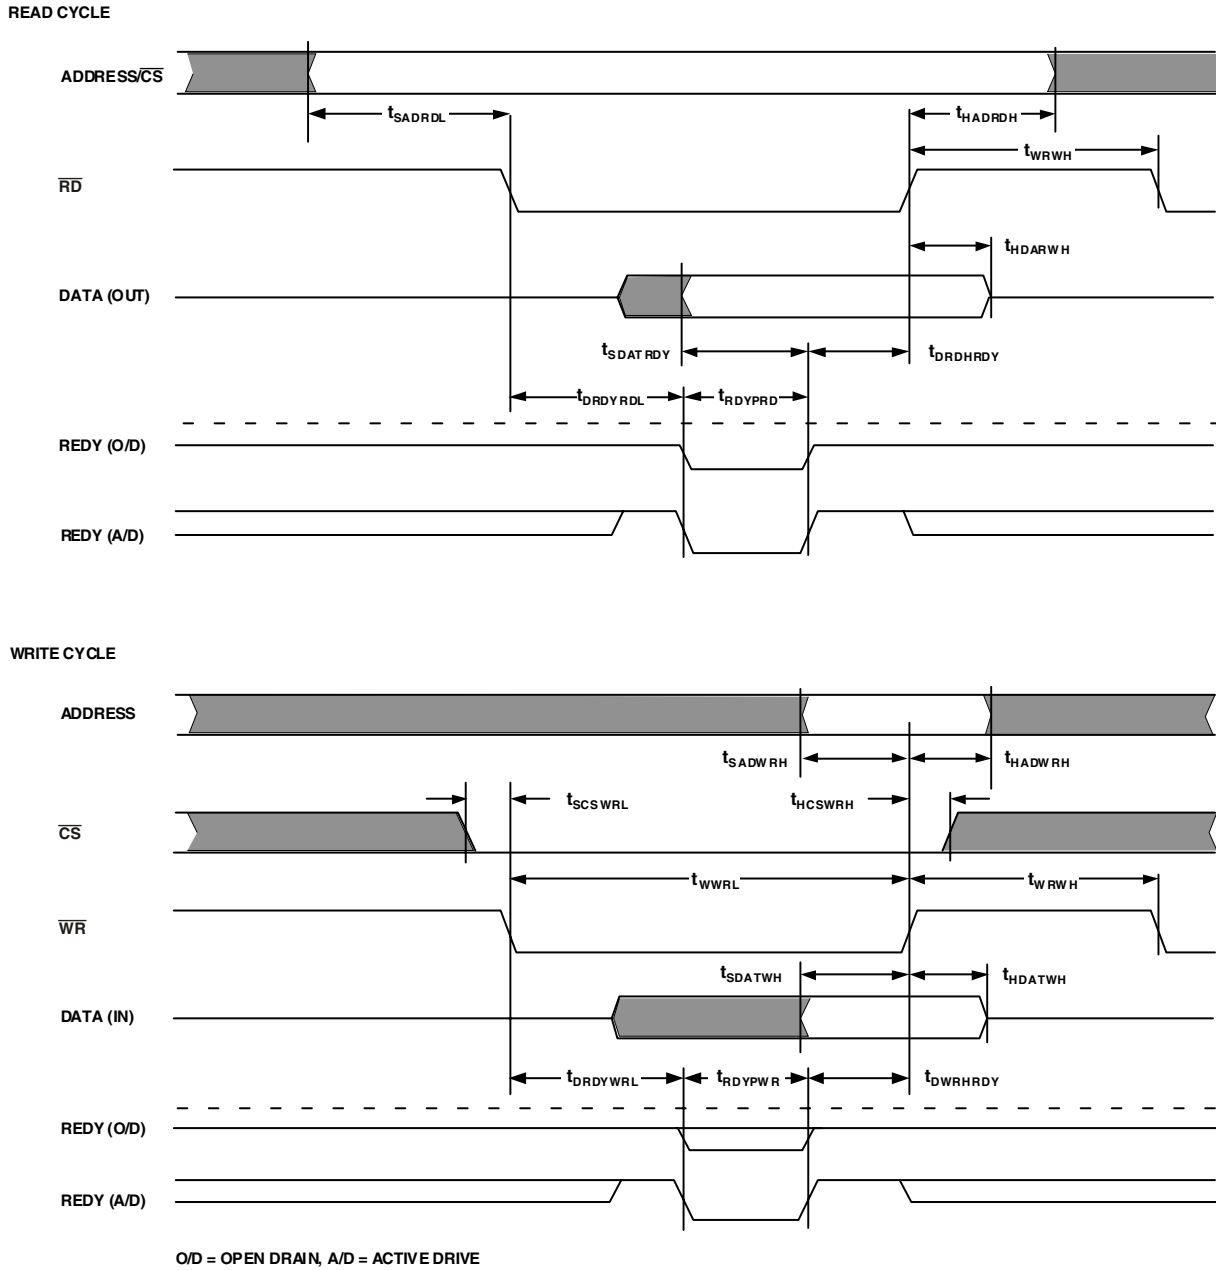 READ CYCLE
ADDRESS/CS
tSADRDL
tHADRDH
tWRWH
RD
tHDARWH
DATA (OUT)
tSDATRDY
tDRDHRDY
tDRDYRDL
tRDYPRD
REDY (O/D)
REDY (A/D)
WRITE CYCLE
ADDRESS
tSADWRH
tHADWRH
tSCSWRL
tHCSWRH
CS
tWWRL
tWRWH
WR
tSDATWH
tHDATWH
DATA (IN)
tDRDYWRL
tRDYPWR
tDWRHRDY
REDY (O/D)
REDY (A/D)
O/D = OPEN DRAIN, A/D = ACTIVE DRIVE